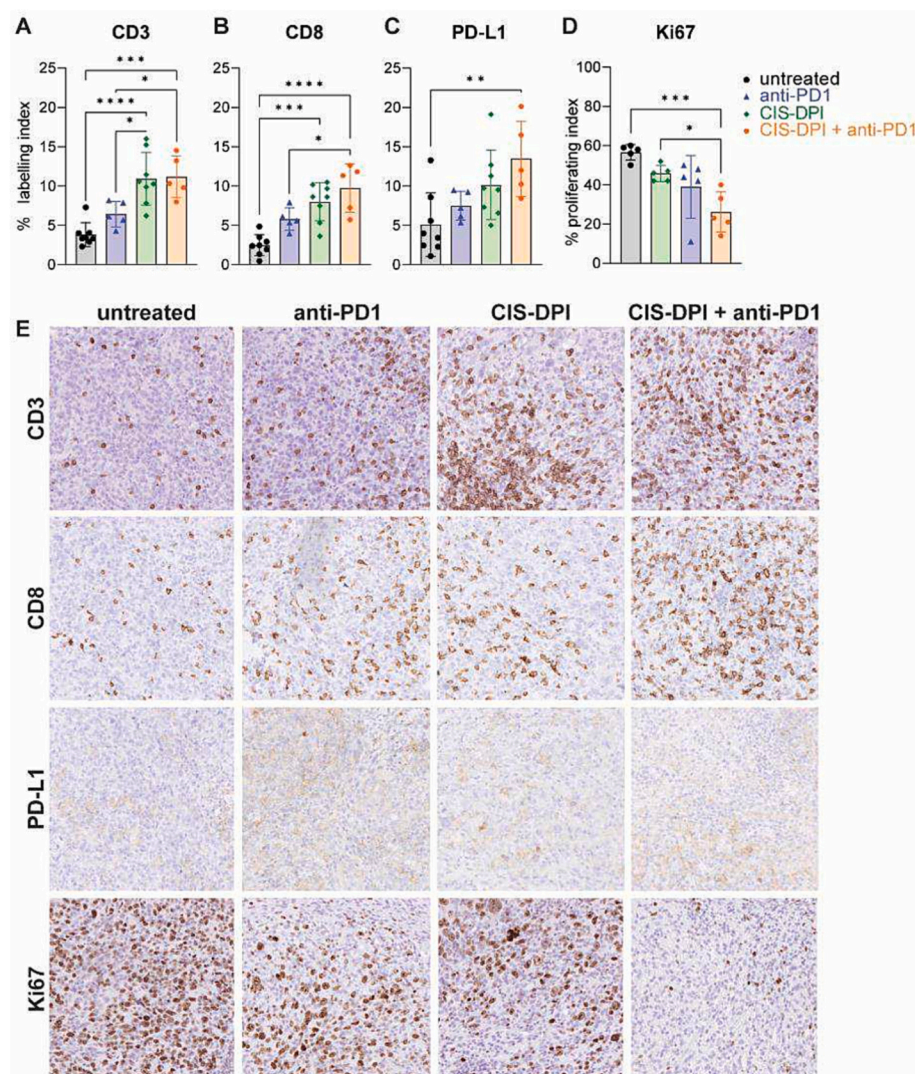 A
CD3
B
CD8
C
PD-L1
D
Ki67
% labelling index
25
20
15
10
5
0
***
*
****
*
25
20
15
10
5
0
****
***
*
25
20
15
10
5
0
**
% proliferating index
100
80
60
40
20
0
***
*
untreated
anti-PD1
CIS-DPI
CIS-DPI + anti-PD1
E
untreated
anti-PD1
CIS-DPI
CIS-DPI + anti-PD1
CD3
CD8
PD-L1
Ki67